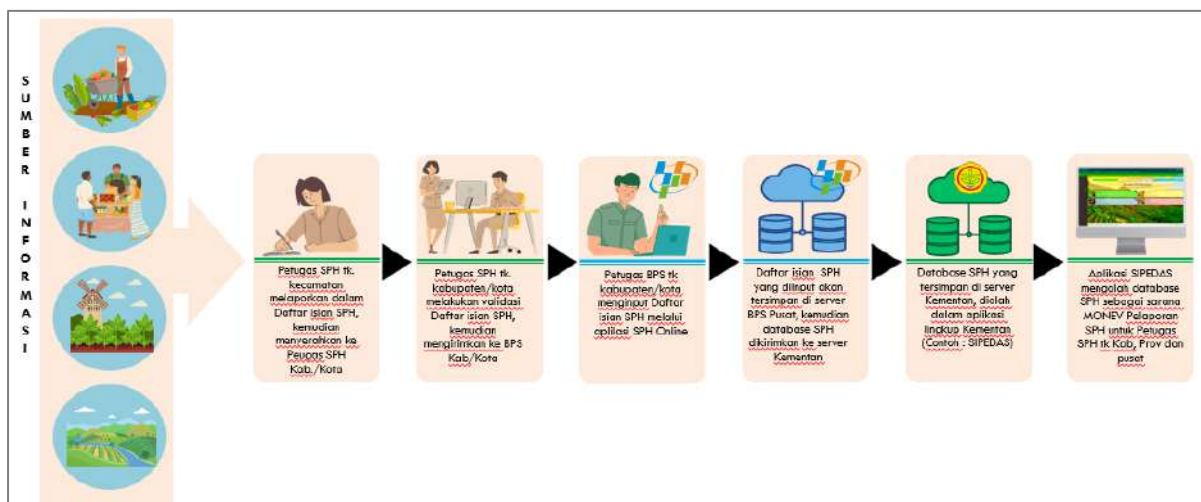 SUMBER INFORMASI
Petugas SPH tk.
kecamatan
melaporkan dalam
Daftar isian SPH,
kemudian
menyerahkan ke
Peugas SPH
Kab./Kota
Petugas SPH tk.
kabupaten/kota
melakukan validasi
Daftar isian SPH,
kemudian
mengirimkan ke BPS
Kab/Kota
Petugas BPS tk
kabupaten/kota
menginput Daftar
isian SPH melalui
aplilasi SPH Online
Daftar isian SPH
yang diinput akan
tersimpan di server
BPS Pusat, kemudian
database SPH
dikirimkan ke server
Kementan
Database SPH yang
tersimpan di server
Kementan, diolah
dalam aplikasi
lingkup Kementan
(Contoh : SIPEDAS)
Aplikasi SIPEDAS
mengolah database
SPH sebagai sarana
MONEV Pelaporan
SPH untuk Petugas
SPH tk Kab, Prov dan
pusat